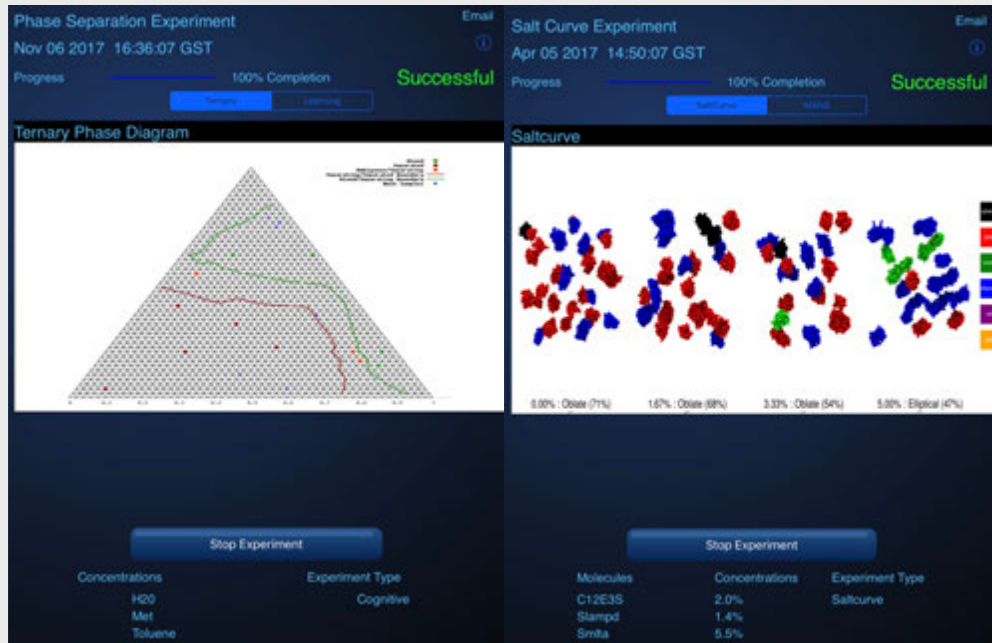 Phase Separation Experiment
Email
Nov 06 2017 16:36:07 GST
Progress
100% Completion
Successful
Ternary
Learning
Ternary Phase Diagram
Stop Experiment
Concentrations
Experiment Type
H20
Cognitive
Met
Toluene
Salt Curve Experiment
Email
Apr 05 2017 14:50:07 GST
Progress
100% Completion
Successful
SaltCurve
Saltcurve
0.00% : Oblate (71%)
1.67% : Oblate (68%)
3.33% : Oblate (54%)
5.00% : Elliptical (47%)
Stop Experiment
Molecules
Concentrations
Experiment Type
C12E3S
2.0%
Saltcurve
Slampd
1.4%
Smlta
5.5%